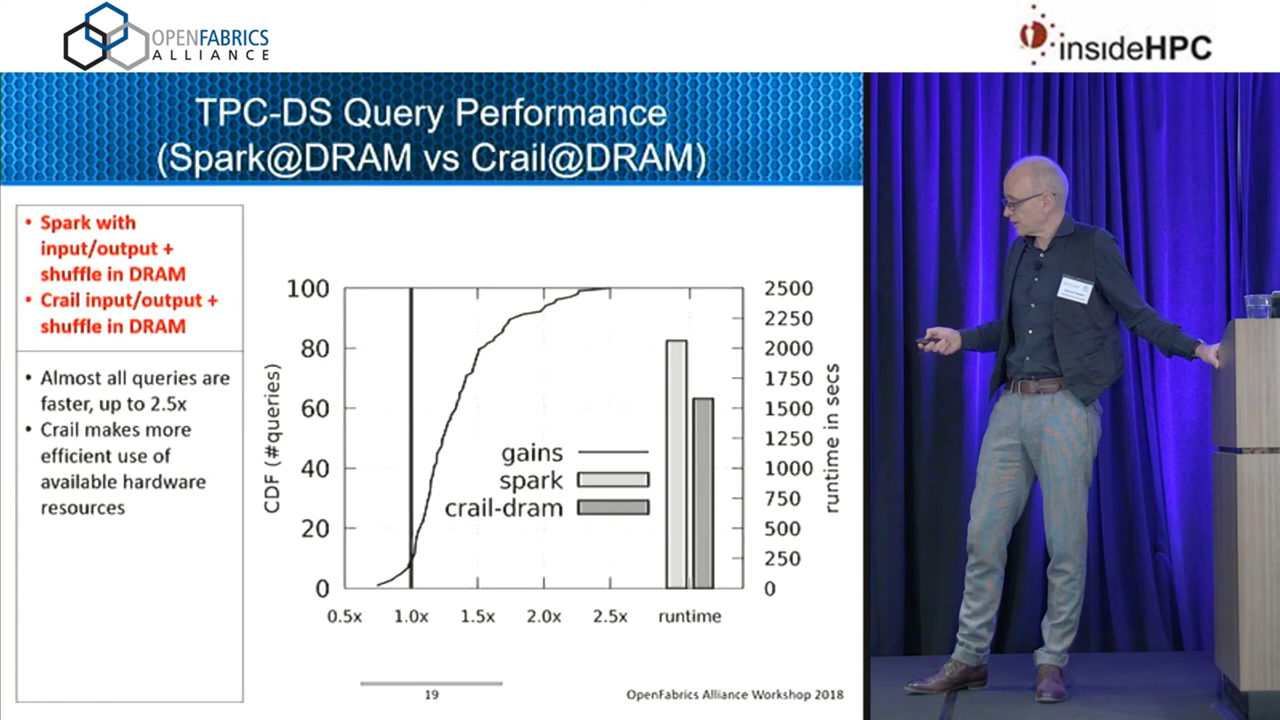 OPENFABRICS
ALLIANCE
insideHPC
TPC-DS Query Performance
(Spark@DRAM vs Crail@DRAM)
• Spark with
input/output +
shuffle in DRAM
• Crail input/output +
shuffle in DRAM
• Almost all queries are
faster, up to 2.5x
• Crail makes more
efficient use of
available hardware
resources
CDF (#queries)
100
80
60
40
20
0
gains
spark
crail-dram
2500
2250
2000
1750
1500
1250
1000
750
500
250
0
runtime in secs
0.5x 1.0x 1.5x 2.0x 2.5x runtime
19
OpenFabrics Alliance Workshop 2018